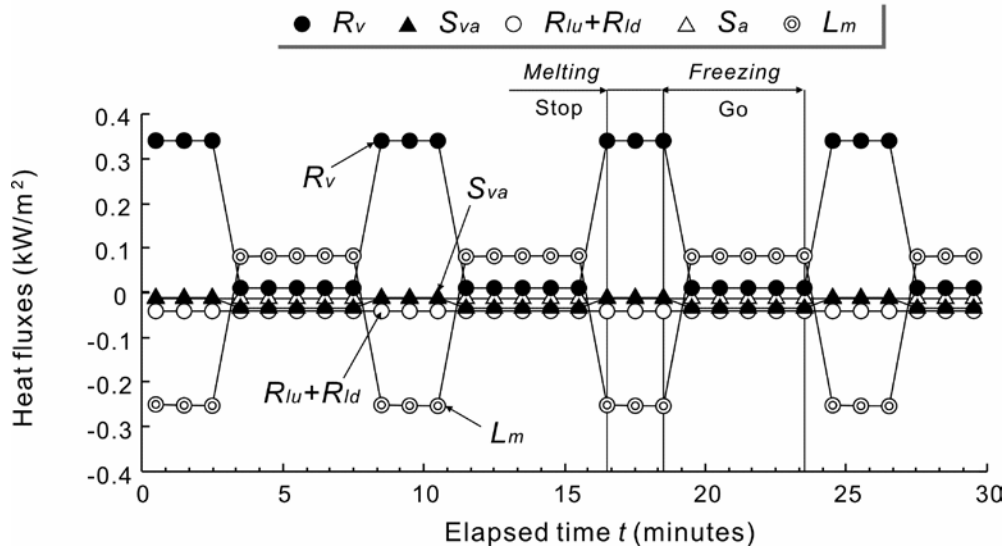 ● Rv ▲ Sva ○ Rlu+Rld △ Sa ◎ Lm
Melting Freezing
Stop Go
0.4
0.3
0.2
0.1
0
-0.1
-0.2
-0.3
-0.4
Heat fluxes (kW/m²)
Rv
Sva
Rlu+Rld
Lm
0 5 10 15 20 25 30
Elapsed time t (minutes)